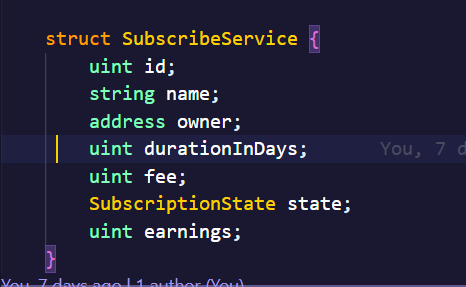 struct SubscribeService {
uint id;
string name;
address owner;
uint durationInDays; You, 7 d
uint fee;
SubscriptionState state;
uint earnings;
}
You, 7 days ago | 1 author (You)